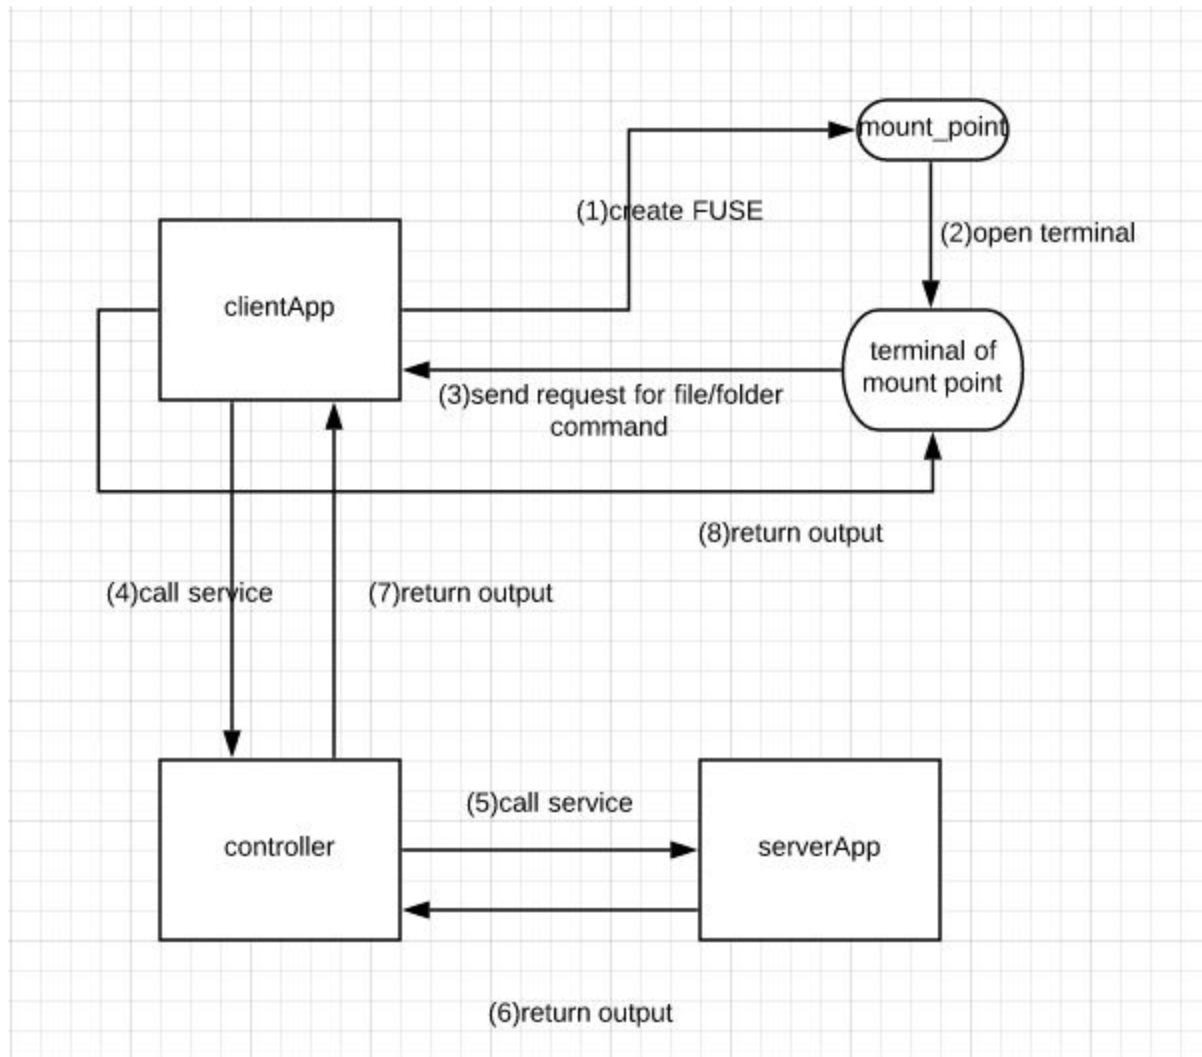 mount_point
(1)create FUSE
(2)open terminal
clientApp
terminal of
mount point
(3)send request for file/folder
command
(8)return output
(4)call service
(7)return output
(5)call service
controller
serverApp
(6)return output